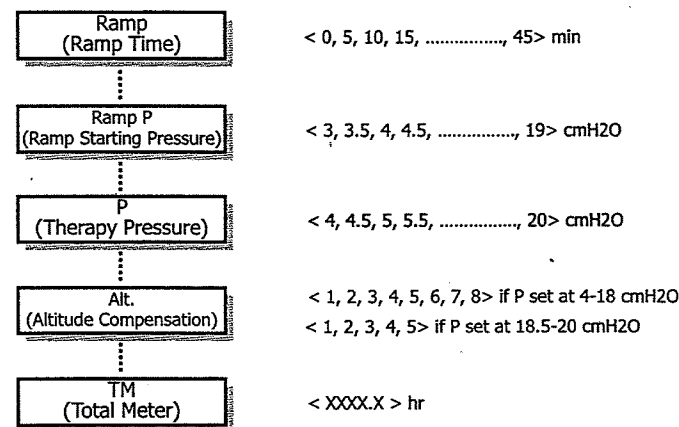 Ramp
(Ramp Time)
< 0, 5, 10, 15, ................, 45> min
Ramp P
(Ramp Starting Pressure)
< 3, 3.5, 4, 4.5, ................, 19> cmH2O
P
(Therapy Pressure)
< 4, 4.5, 5, 5.5, ................, 20> cmH2O
Alt.
(Altitude Compensation)
< 1, 2, 3, 4, 5, 6, 7, 8> if P set at 4-18 cmH2O
< 1, 2, 3, 4, 5> if P set at 18.5-20 cmH2O
TM
(Total Meter)
< XXXX.X > hr